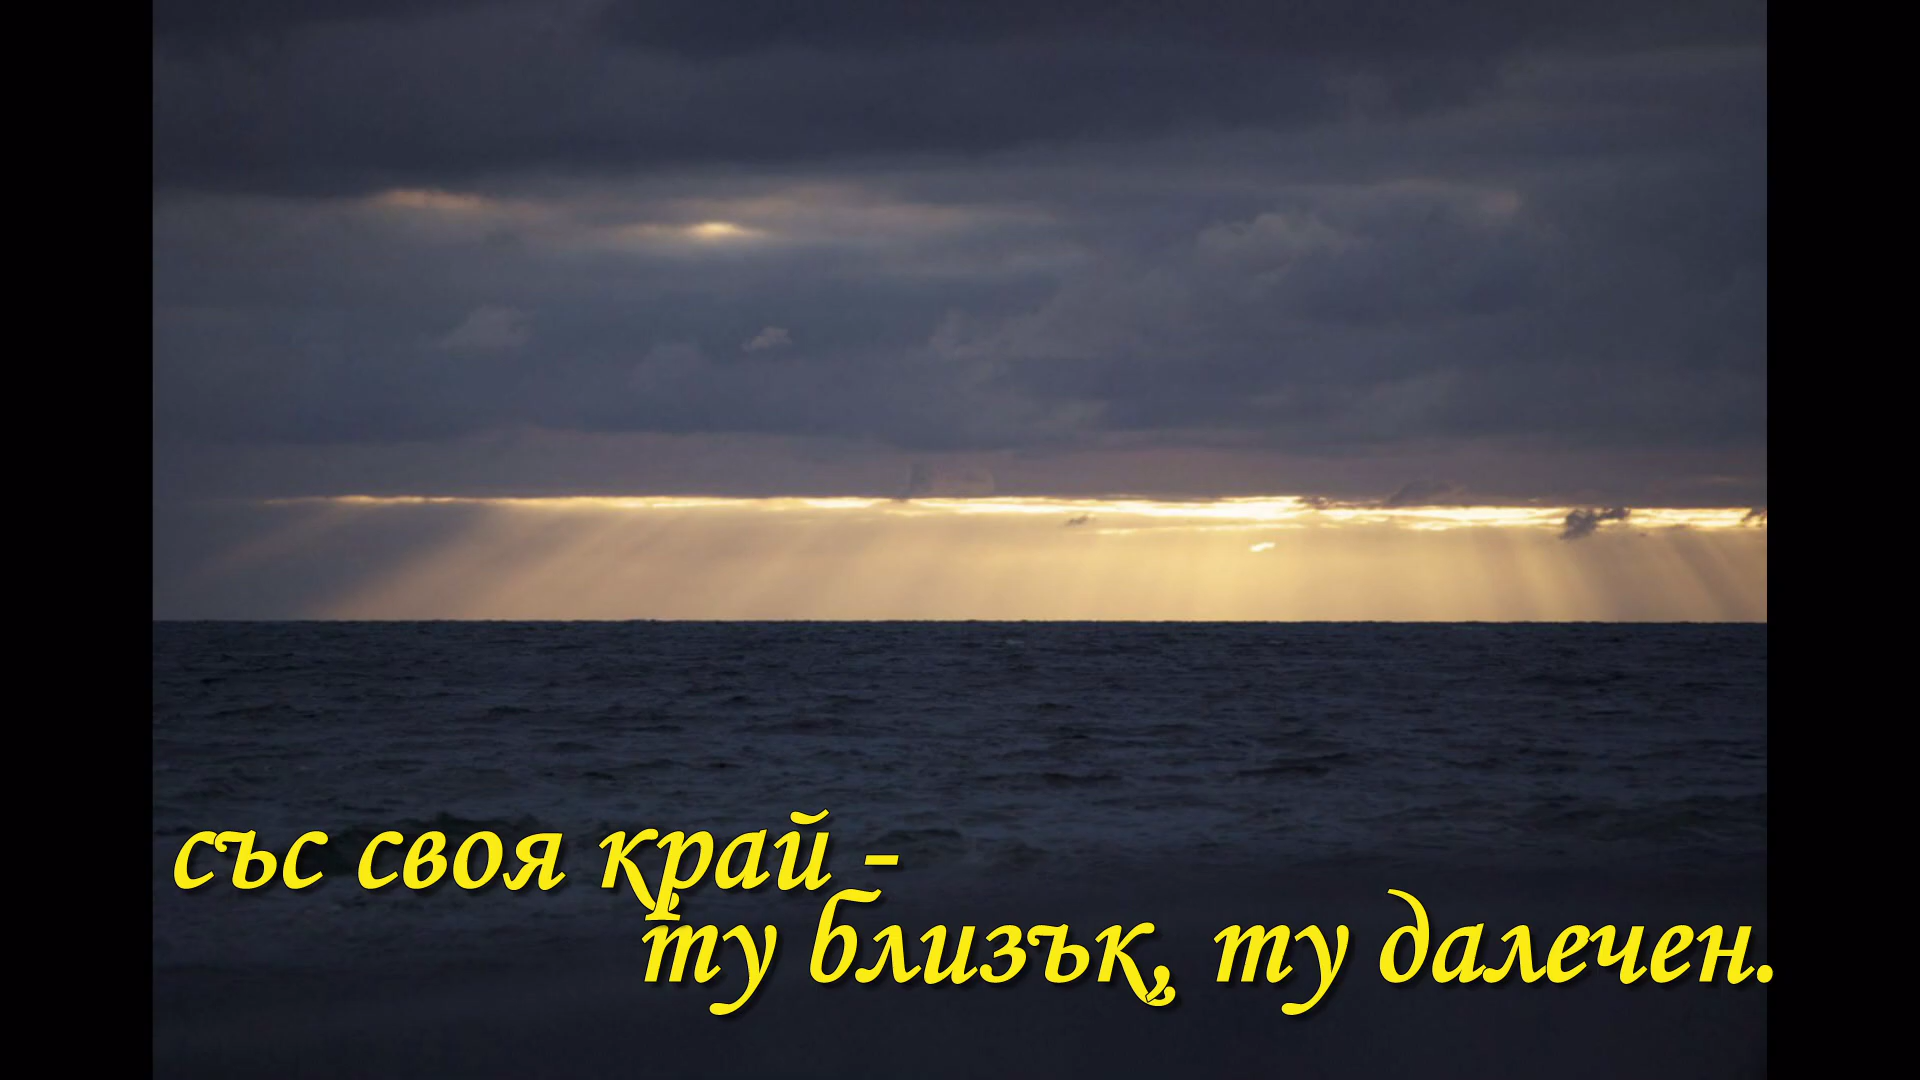 със своя край -
ту близък, ту далечен.